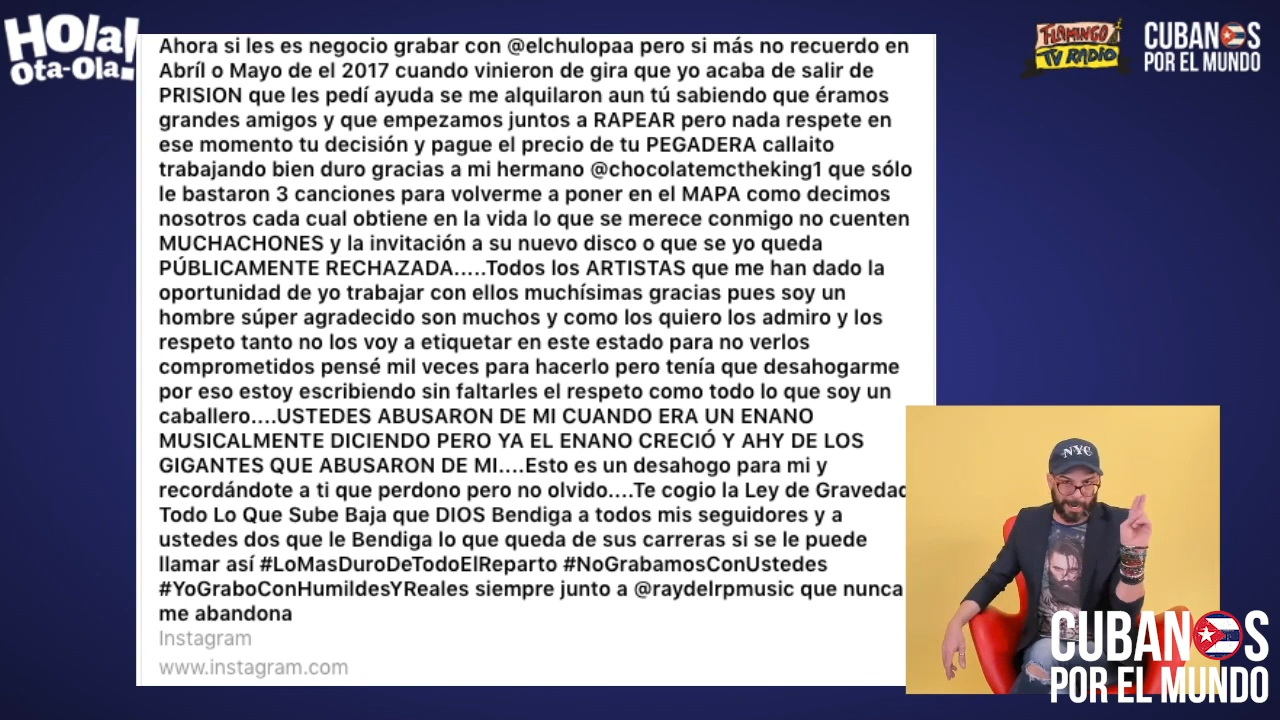 Hola!
Ota-Ola!
FLAMINGO
TV RADIO
CUBANOS
POR EL MUNDO
Ahora si les es negocio grabar con @elchulopaa pero si más no recuerdo en
Abríl o Mayo de el 2017 cuando vinieron de gira que yo acaba de salir de
PRISION que les pedí ayuda se me alquilaron aun tú sabiendo que éramos
grandes amigos y que empezamos juntos a RAPEAR pero nada respete en
ese momento tu decisión y pague el precio de tu PEGADERA callaito
trabajando bien duro gracias a mi hermano @chocolatemctheking1 que sólo
le bastaron 3 canciones para volverme a poner en el MAPA como decimos
nosotros cada cual obtiene en la vida lo que se merece conmigo no cuenten
MUCHACHONES y la invitación a su nuevo disco o que se yo queda
PÚBLICAMENTE RECHAZADA.....Todos los ARTISTAS que me han dado la
oportunidad de yo trabajar con ellos muchísimas gracias pues soy un
hombre súper agradecido son muchos y como los quiero los admiro y los
respeto tanto no los voy a etiquetar en este estado para no verlos
comprometidos pensé mil veces para hacerlo pero tenía que desahogarme
por eso estoy escribiendo sin faltarles el respeto como todo lo que soy un
caballero....USTEDES ABUSARON DE MI CUANDO ERA UN ENANO
MUSICALMENTE DICIENDO PERO YA EL ENANO CRECIÓ Y AHY DE LOS
GIGANTES QUE ABUSARON DE MI....Esto es un desahogo para mi y
recordándote a ti que perdono pero no olvido....Te cogio la Ley de Gravedad
Todo Lo Que Sube Baja que DIOS Bendiga a todos mis seguidores y a
ustedes dos que le Bendiga lo que queda de sus carreras si se le puede
llamar así #LoMasDuroDeTodoElReparto #NoGrabamosConUstedes
#YoGraboConHumildesYReales siempre junto a @raydelrpmusic que nunca
me abandona
Instagram
www.instagram.com
NYC
CUBANOS
POR EL MUNDO